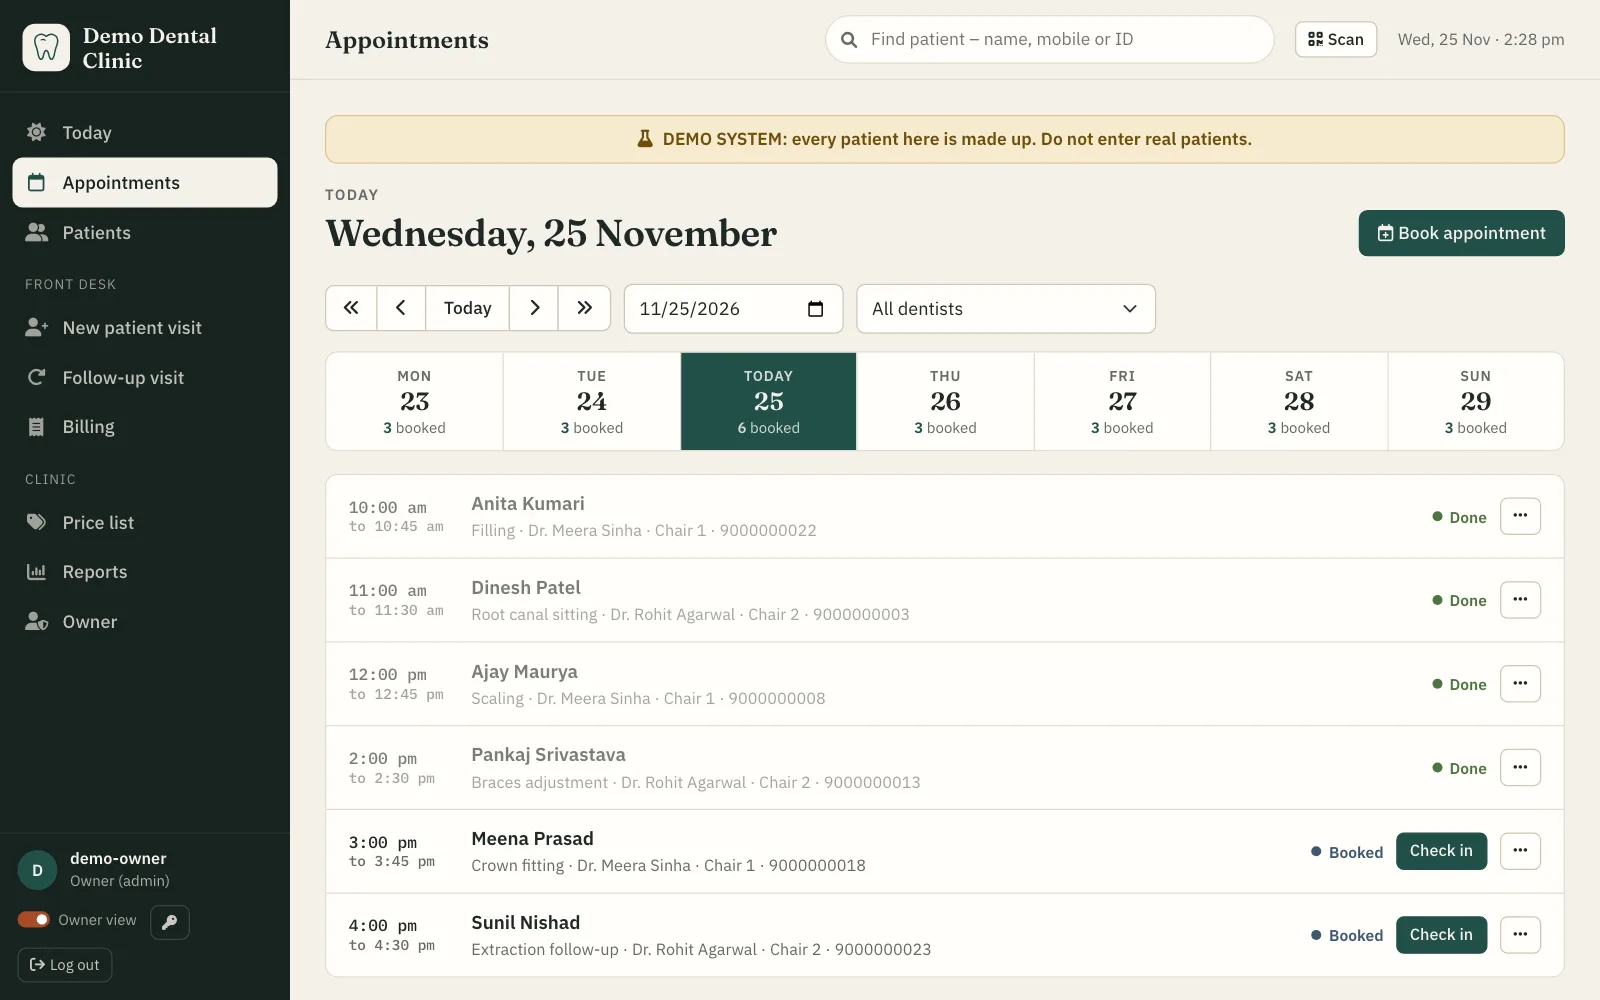 Demo Dental
Clinic
Today
Appointments
Patients
FRONT DESK
New patient visit
Follow-up visit
Billing
CLINIC
Price list
Reports
Owner
D
demo-owner
Owner (admin)
Owner view
Log out
Appointments
Find patient – name, mobile or ID
Scan
Wed, 25 Nov · 2:28 pm
DEMO SYSTEM: every patient here is made up. Do not enter real patients.
TODAY
Wednesday, 25 November
Book appointment
Today
11/25/2026
All dentists
MON
23
3 booked
TUE
24
3 booked
TODAY
25
6 booked
THU
26
3 booked
FRI
27
3 booked
SAT
28
3 booked
SUN
29
3 booked
10:00 am
to 10:45 am
Anita Kumari
Filling · Dr. Meera Sinha · Chair 1 · 9000000022
Done
11:00 am
to 11:30 am
Dinesh Patel
Root canal sitting · Dr. Rohit Agarwal · Chair 2 · 9000000003
Done
12:00 pm
to 12:45 pm
Ajay Maurya
Scaling · Dr. Meera Sinha · Chair 1 · 9000000008
Done
2:00 pm
to 2:30 pm
Pankaj Srivastava
Braces adjustment · Dr. Rohit Agarwal · Chair 2 · 9000000013
Done
3:00 pm
to 3:45 pm
Meena Prasad
Crown fitting · Dr. Meera Sinha · Chair 1 · 9000000018
Booked
Check in
4:00 pm
to 4:30 pm
Sunil Nishad
Extraction follow-up · Dr. Rohit Agarwal · Chair 2 · 9000000023
Booked
Check in